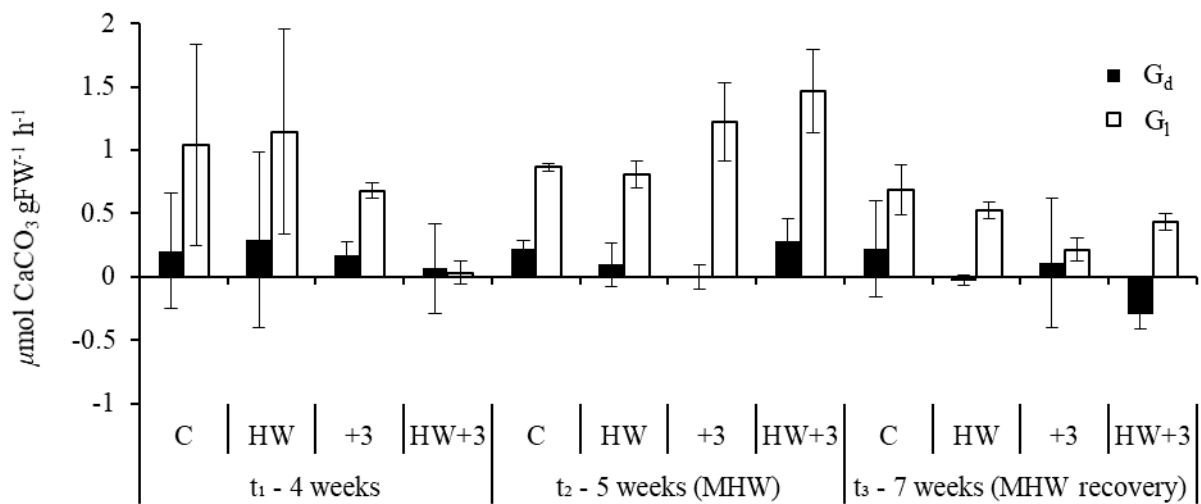 2
1.5
1
0.5
0
-0.5
-1
µmol CaCO₃ gFW⁻¹ h⁻¹
G_d
G_l
C HW +3 HW+3 C HW +3 HW+3 C HW +3 HW+3
t₁ - 4 weeks t₂ - 5 weeks (MHW) t₃ - 7 weeks (MHW recovery)